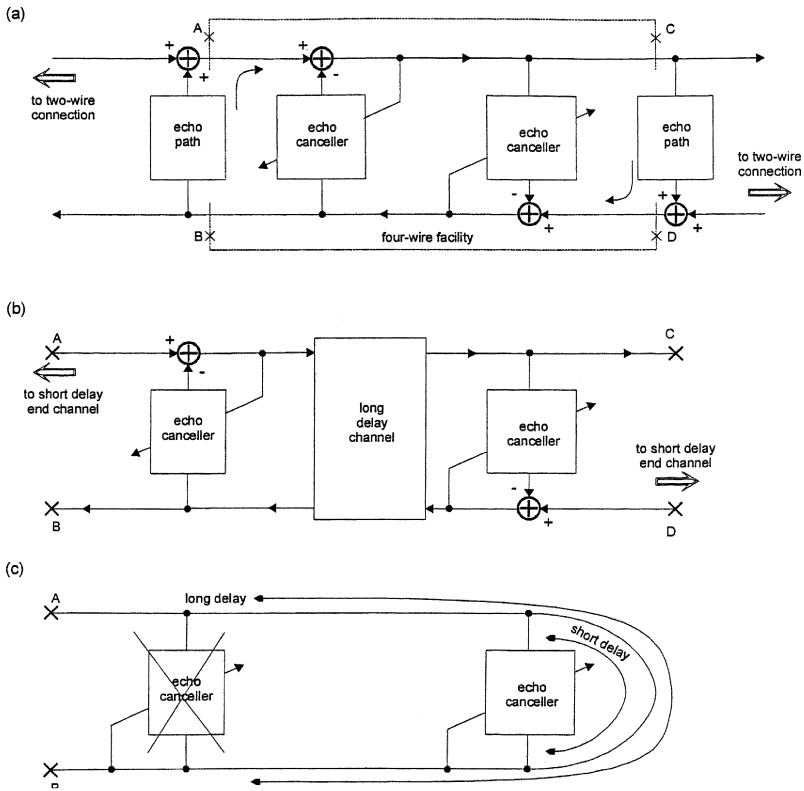 (a)
A
C
+
+
+
-
to two-wire
connection
echo
path
echo
canceller
echo
canceller
echo
path
to two-wire
connection
-
+
+
+
B
four-wire facility
D
(b)
A
C
+
-
to short delay
end channel
echo
canceller
long
delay
channel
echo
canceller
to short delay
end channel
-
+
B
D
(c)
A
long delay
short delay
echo
canceller
echo
canceller